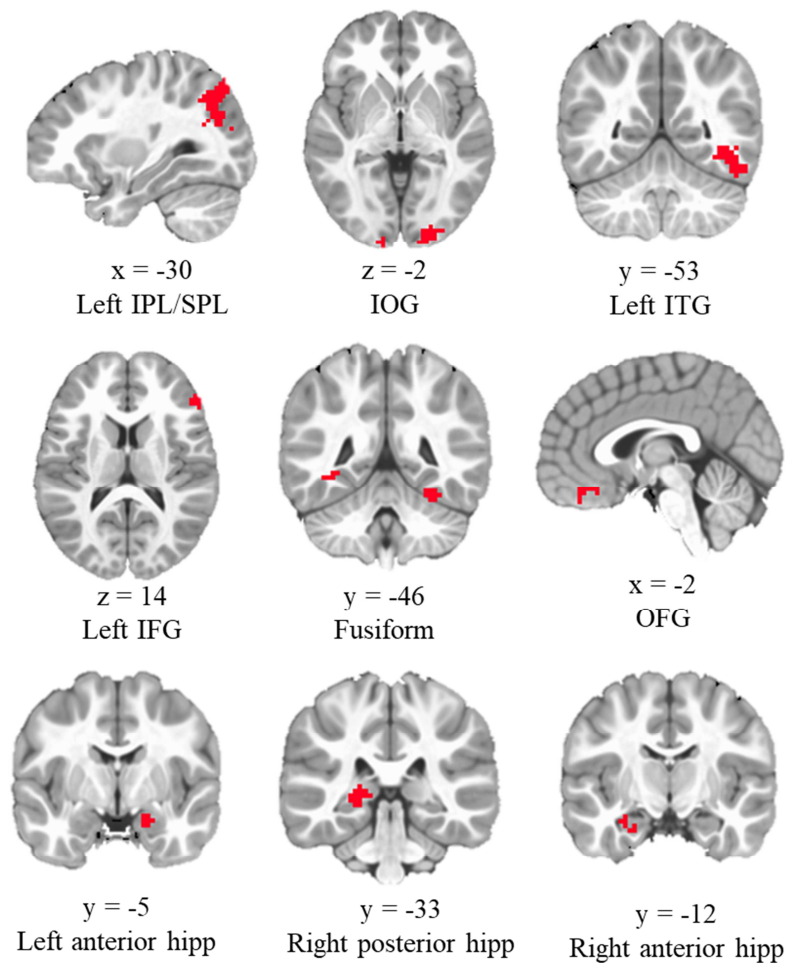 x = -30
Left IPL/SPL
z = -2
IOG
y = -53
Left ITG
z = 14
Left IFG
y = -46
Fusiform
x = -2
OFG
y = -5
Left anterior hipp
y = -33
Right posterior hipp
y = -12
Right anterior hipp